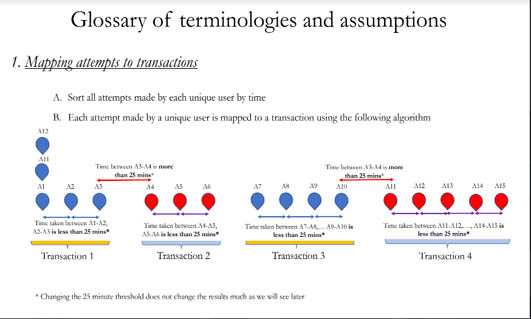 Glossary of terminologies and assumptions
1. Mapping attempts to transactions
A. Sort all attempts made by each unique user by time
B. Each attempt made by a unique user is mapped to a transaction using the following algorithm
A12
A11
Time between A3-A4 is more
than 25 mins*
Time between A3-A4 is more
than 25 mins*
A1 A2 A3 A4 A5 A6 A7 A8 A9 A10 A11 A12 A13 A14 A15
Time taken between A1-A2,
A2-A3 is less than 25 mins*
Time taken between A4-A5,
A5-A6 is less than 25 mins*
Time taken between A7-A8,... A9-A10 is
less than 25 mins*
Time taken between A11-A12,..., A14-A15 is
less than 25 mins*
Transaction 1 Transaction 2 Transaction 3 Transaction 4
* Changing the 25 minute threshold does not change the results much as we will see later